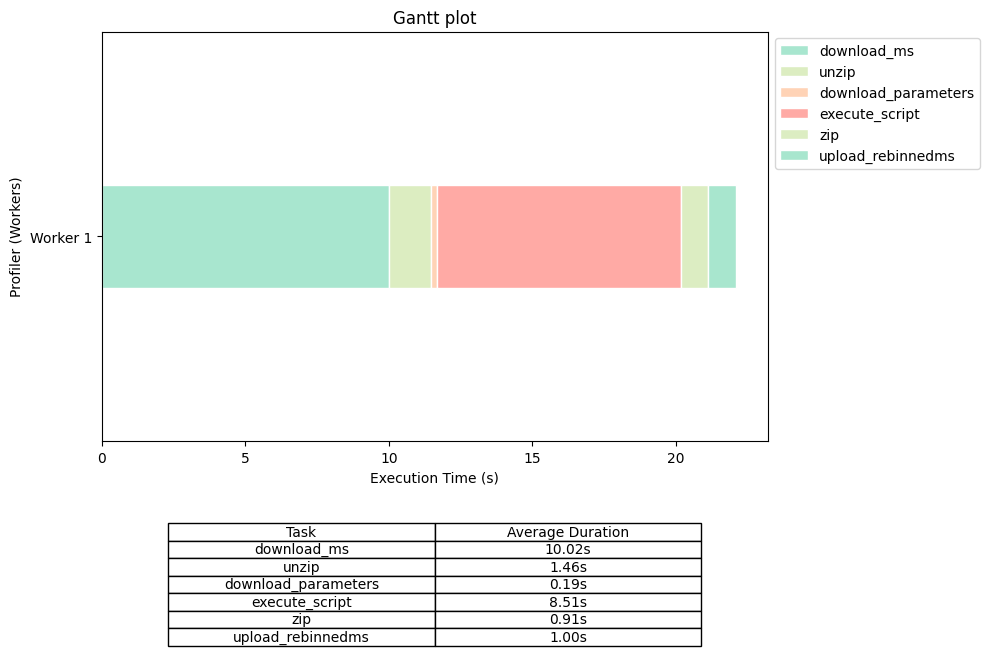 Gantt plot
download_ms
unzip
download_parameters
execute_script
zip
upload_rebinnedms
Profiler (Workers)
Worker 1
0 5 10 15 20
Execution Time (s)
Task Average Duration
download_ms 10.02s
unzip 1.46s
download_parameters 0.19s
execute_script 8.51s
zip 0.91s
upload_rebinnedms 1.00s